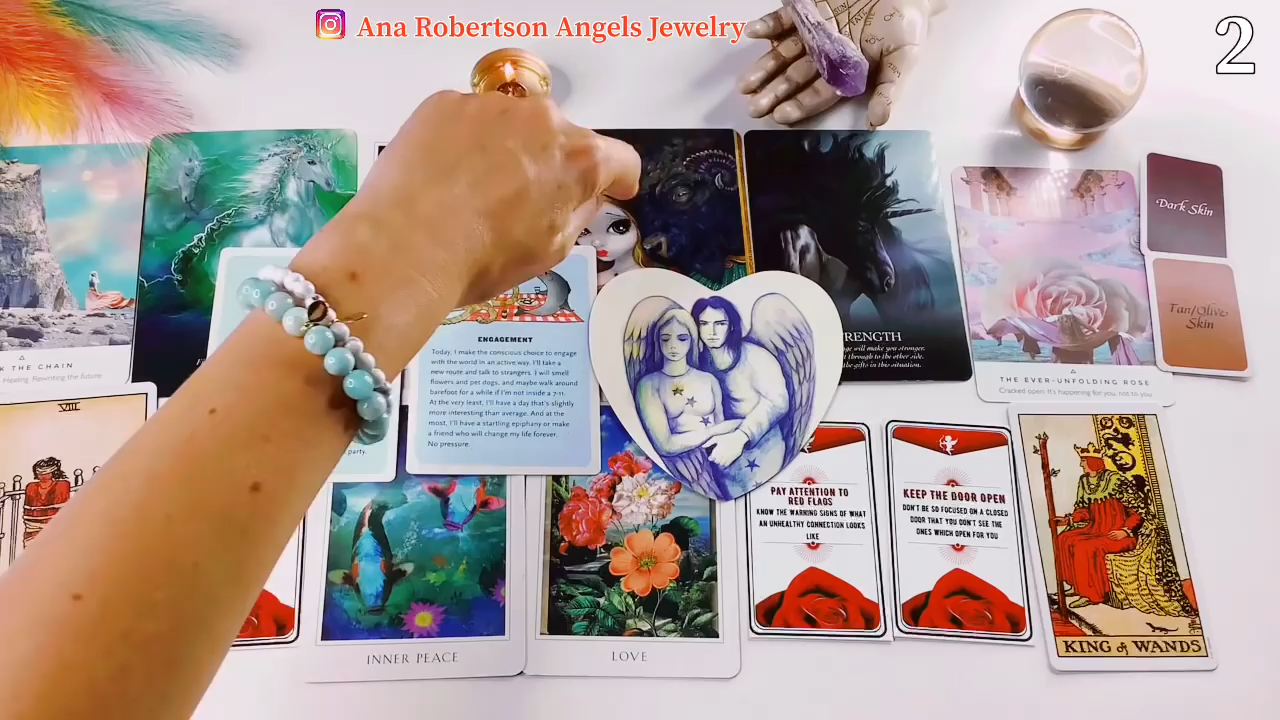 Ana Robertson Angels Jewelry
2
Dark Skin
Tan/Olive
Skin
K THE CHAIN
Healing. Rewriting the future
VIII
ENGAGEMENT
Today, I make the conscious choice to engage
with the world in an active way. I'll take a
new route and talk to strangers. I will smell
flowers and pet dogs, and maybe walk around
barefoot for a while if I'm not inside a 7-11.
At the very least, I'll have a day that's slightly
more interesting than average. And at the
most, I'll have a startling epiphany or make
a friend who will change my life forever.
No pressure.
party.
TRENGTH
ge will make you stronger.
t through to the other side.
the gifts in this situation.
THE EVER-UNFOLDING ROSE
Cracked open. It's happening for you, not to you
PAY ATTENTION TO
RED FLAGS
KNOW THE WARNING SIGNS OF WHAT
AN UNHEALTHY CONNECTION LOOKS
LIKE
KEEP THE DOOR OPEN
DON'T BE SO FOCUSED ON A CLOSED
DOOR THAT YOU DON'T SEE THE
ONES WHICH OPEN FOR YOU
INNER PEACE
LOVE
KING of WANDS